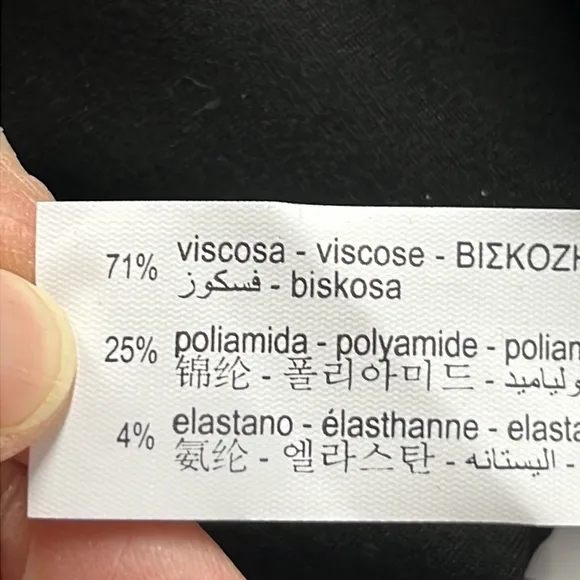 71% viscosa - viscose - ΒΙΣΚΟΖΗ
فسكوز - biskosa
25% poliamida - polyamide - polian
锦纶 - 폴리아미드 - ولياميد
4% elastano - élasthanne - elasta
氨纶 - 엘라스탄 - اليستانه -